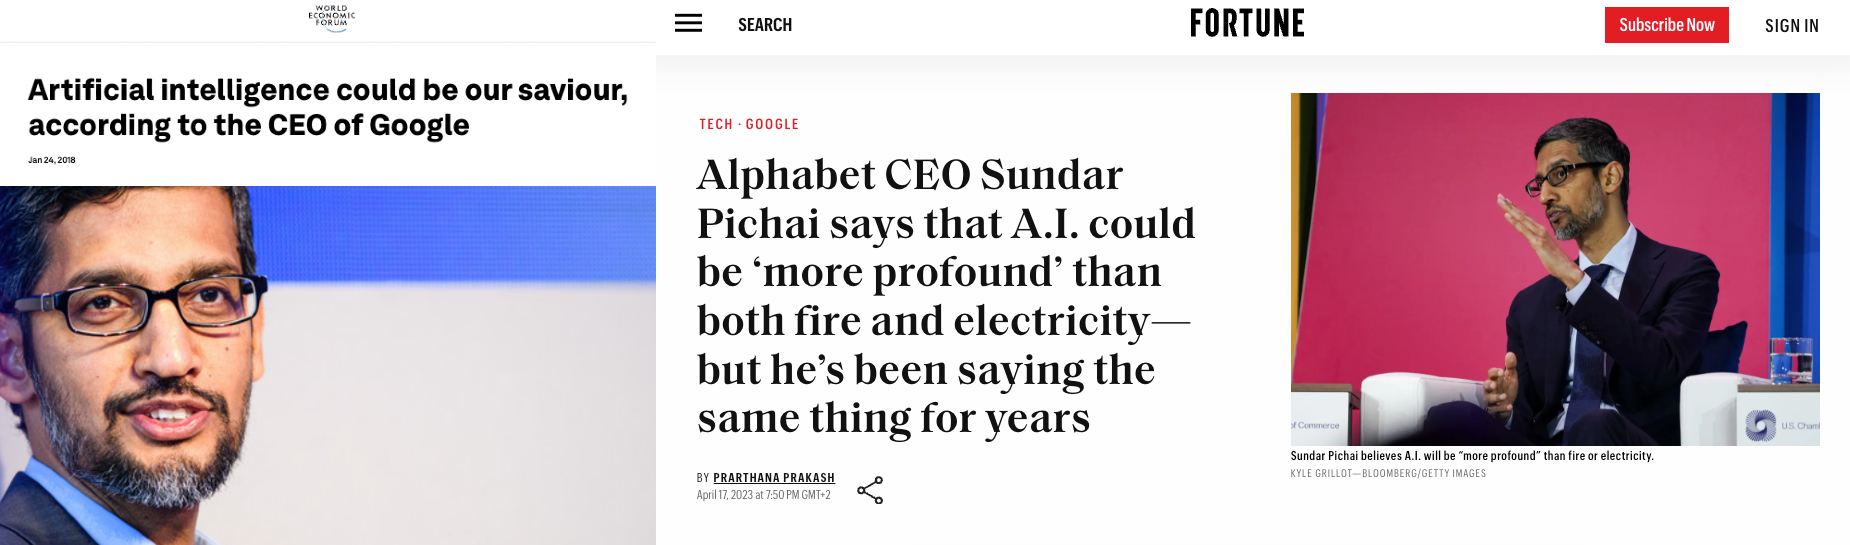 WORLD
ECONOMIC
FORUM
Artificial intelligence could be our saviour,
according to the CEO of Google
Jan 24, 2018
SEARCH
FORTUNE
Subscribe Now
SIGN IN
TECH · GOOGLE
Alphabet CEO Sundar
Pichai says that A.I. could
be ‘more profound’ than
both fire and electricity—
but he’s been saying the
same thing for years
BY PRARTHANA PRAKASH
April 17, 2023 at 7:50 PM GMT+2
of Commerce
U.S. Cham
Sundar Pichai believes A.I. will be “more profound” than fire or electricity.
KYLE GRILLOT—BLOOMBERG/GETTY IMAGES